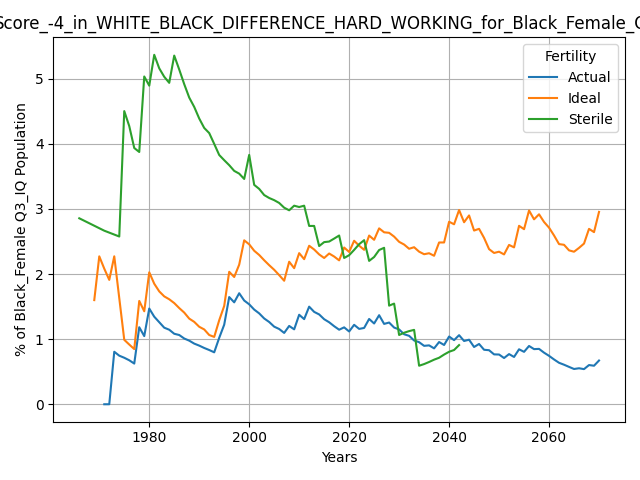 Score_-4_in_WHITE_BLACK_DIFFERENCE_HARD_WORKING_for_Black_Female_
% of Black_Female Q3_IQ Population
5
4
3
2
1
0
Fertility
Actual
Ideal
Sterile
1980 2000 2020 2040 2060
Years